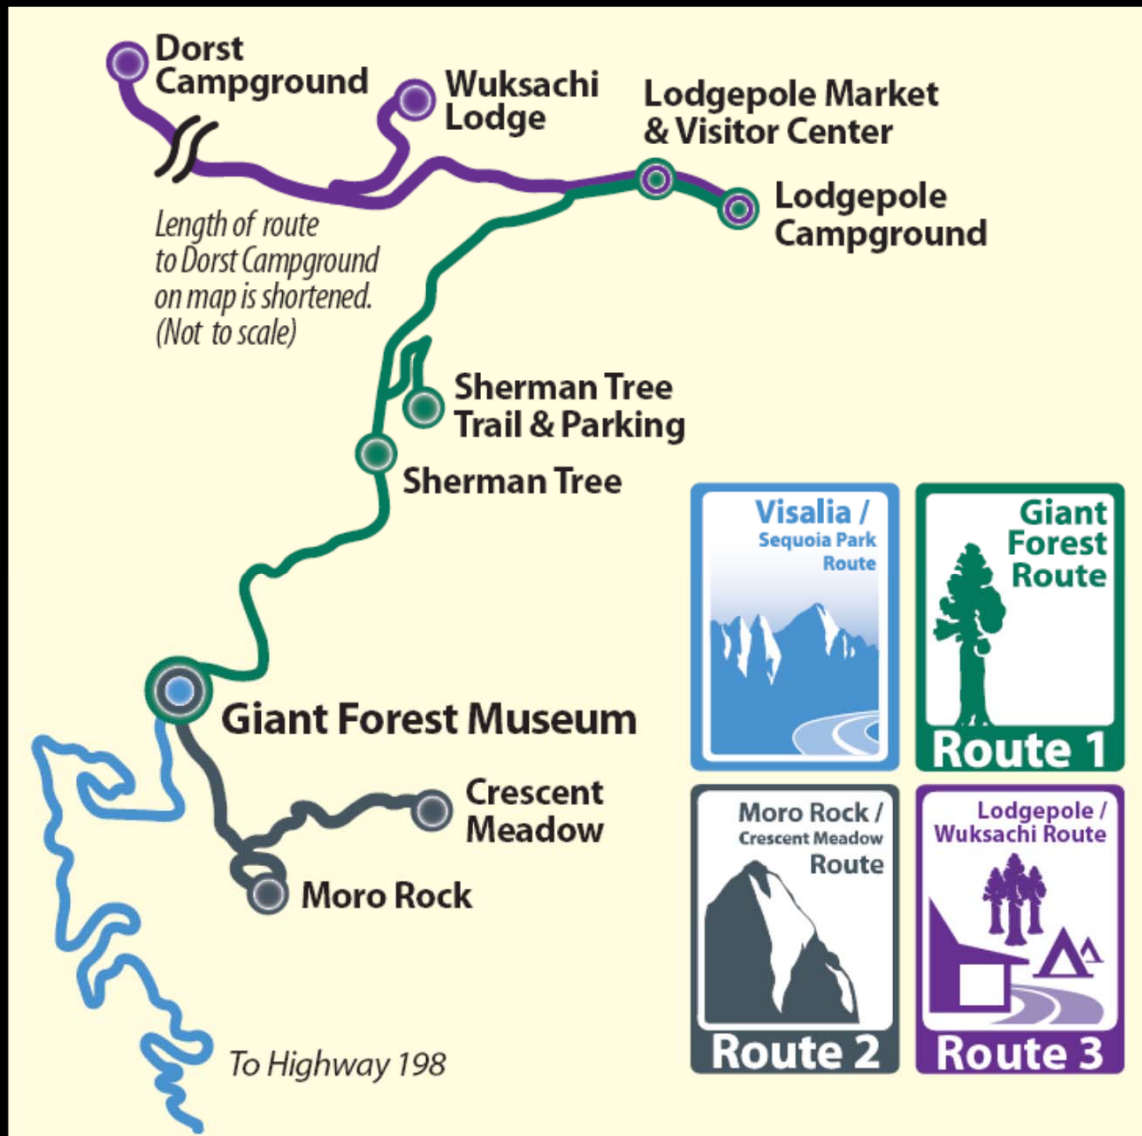 Dorst
Campground
Wuksachi
Lodge
Lodgepole Market
& Visitor Center
Lodgepole
Campground
Length of route
to Dorst Campground
on map is shortened.
(Not to scale)
Sherman Tree
Trail & Parking
Sherman Tree
Giant Forest Museum
Crescent
Meadow
Moro Rock
To Highway 198
Visalia /
Sequoia Park
Route
Giant
Forest
Route
Route 1
Moro Rock /
Crescent Meadow
Route
Route 2
Lodgepole /
Wuksachi Route
Route 3